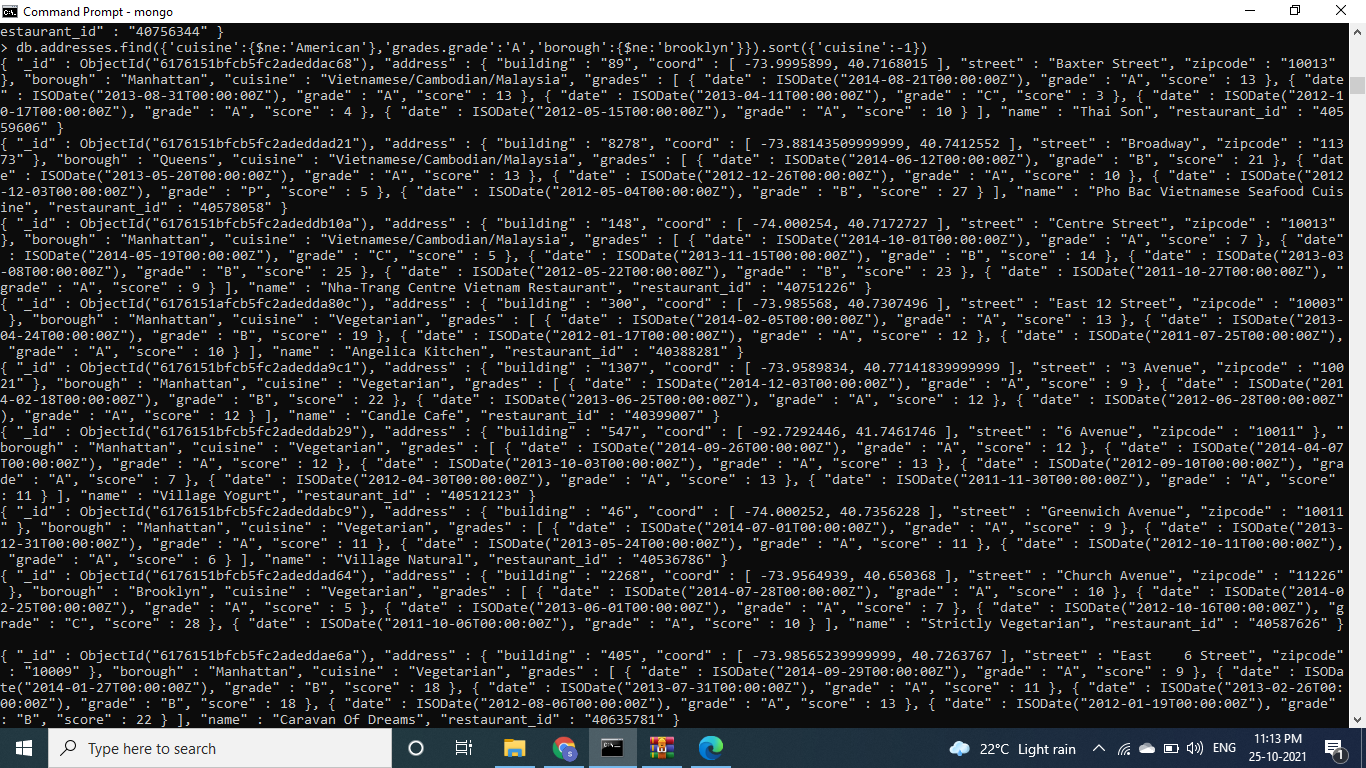 Command Prompt - mongo
estaurant_id" : "40756344" }
> db.addresses.find({'cuisine':{$ne:'American'},'grades.grade':'A','borough':{$ne:'brooklyn'}}).sort({'cuisine':-1})
{ "_id" : ObjectId("6176151bfcb5fc2adeddac68"), "address" : { "building" : "89", "coord" : [ -73.9995899, 40.7168015 ], "street" : "Baxter Street", "zipcode" : "10013"
}, "borough" : "Manhattan", "cuisine" : "Vietnamese/Cambodian/Malaysia", "grades" : [ { "date" : ISODate("2014-08-21T00:00:00Z"), "grade" : "A", "score" : 13 }, { "date
" : ISODate("2013-08-31T00:00:00Z"), "grade" : "A", "score" : 13 }, { "date" : ISODate("2013-04-11T00:00:00Z"), "grade" : "C", "score" : 3 }, { "date" : ISODate("2012-1
0-17T00:00:00Z"), "grade" : "A", "score" : 4 }, { "date" : ISODate("2012-05-15T00:00:00Z"), "grade" : "A", "score" : 10 } ], "name" : "Thai Son", "restaurant_id" : "405
59606" }
{ "_id" : ObjectId("6176151bfcb5fc2adeddad21"), "address" : { "building" : "8278", "coord" : [ -73.88143509999999, 40.7412552 ], "street" : "Broadway", "zipcode" : "113
73" }, "borough" : "Queens", "cuisine" : "Vietnamese/Cambodian/Malaysia", "grades" : [ { "date" : ISODate("2014-06-12T00:00:00Z"), "grade" : "B", "score" : 21 }, { "dat
e" : ISODate("2013-05-20T00:00:00Z"), "grade" : "A", "score" : 13 }, { "date" : ISODate("2012-12-26T00:00:00Z"), "grade" : "A", "score" : 10 }, { "date" : ISODate("2012
-12-03T00:00:00Z"), "grade" : "P", "score" : 5 }, { "date" : ISODate("2012-05-04T00:00:00Z"), "grade" : "B", "score" : 27 } ], "name" : "Pho Bac Vietnamese Seafood Cuis
ine", "restaurant_id" : "40578058" }
{ "_id" : ObjectId("6176151bfcb5fc2adeddb10a"), "address" : { "building" : "148", "coord" : [ -74.000254, 40.7172727 ], "street" : "Centre Street", "zipcode" : "10013"
}, "borough" : "Manhattan", "cuisine" : "Vietnamese/Cambodian/Malaysia", "grades" : [ { "date" : ISODate("2014-10-01T00:00:00Z"), "grade" : "A", "score" : 7 }, { "date"
 : ISODate("2014-05-19T00:00:00Z"), "grade" : "C", "score" : 5 }, { "date" : ISODate("2013-11-15T00:00:00Z"), "grade" : "B", "score" : 14 }, { "date" : ISODate("2013-03
-08T00:00:00Z"), "grade" : "B", "score" : 25 }, { "date" : ISODate("2012-05-22T00:00:00Z"), "grade" : "B", "score" : 23 }, { "date" : ISODate("2011-10-27T00:00:00Z"), "
grade" : "A", "score" : 9 } ], "name" : "Nha-Trang Centre Vietnam Restaurant", "restaurant_id" : "40751226" }
{ "_id" : ObjectId("6176151afcb5fc2adedda80c"), "address" : { "building" : "300", "coord" : [ -73.985568, 40.7307496 ], "street" : "East 12 Street", "zipcode" : "10003"
 }, "borough" : "Manhattan", "cuisine" : "Vegetarian", "grades" : [ { "date" : ISODate("2014-02-05T00:00:00Z"), "grade" : "A", "score" : 13 }, { "date" : ISODate("2013-
04-24T00:00:00Z"), "grade" : "B", "score" : 19 }, { "date" : ISODate("2012-01-17T00:00:00Z"), "grade" : "A", "score" : 12 }, { "date" : ISODate("2011-07-25T00:00:00Z"),
 "grade" : "A", "score" : 10 } ], "name" : "Angelica Kitchen", "restaurant_id" : "40388281" }
{ "_id" : ObjectId("6176151bfcb5fc2adedda9c1"), "address" : { "building" : "1307", "coord" : [ -73.9589834, 40.77141839999999 ], "street" : "3 Avenue", "zipcode" : "100
21" }, "borough" : "Manhattan", "cuisine" : "Vegetarian", "grades" : [ { "date" : ISODate("2014-12-03T00:00:00Z"), "grade" : "A", "score" : 9 }, { "date" : ISODate("201
4-02-18T00:00:00Z"), "grade" : "B", "score" : 22 }, { "date" : ISODate("2013-06-25T00:00:00Z"), "grade" : "A", "score" : 12 }, { "date" : ISODate("2012-06-28T00:00:00Z"
), "grade" : "A", "score" : 12 } ], "name" : "Candle Cafe", "restaurant_id" : "40399007" }
{ "_id" : ObjectId("6176151bfcb5fc2adeddab29"), "address" : { "building" : "547", "coord" : [ -92.7292446, 41.7461746 ], "street" : "6 Avenue", "zipcode" : "10011" }, "
borough" : "Manhattan", "cuisine" : "Vegetarian", "grades" : [ { "date" : ISODate("2014-09-26T00:00:00Z"), "grade" : "A", "score" : 12 }, { "date" : ISODate("2014-04-07
T00:00:00Z"), "grade" : "A", "score" : 12 }, { "date" : ISODate("2013-10-03T00:00:00Z"), "grade" : "A", "score" : 13 }, { "date" : ISODate("2012-09-10T00:00:00Z"), "gra
de" : "A", "score" : 7 }, { "date" : ISODate("2012-04-30T00:00:00Z"), "grade" : "A", "score" : 13 }, { "date" : ISODate("2011-11-30T00:00:00Z"), "grade" : "A", "score"
: 11 } ], "name" : "Village Yogurt", "restaurant_id" : "40512123" }
{ "_id" : ObjectId("6176151bfcb5fc2adeddabc9"), "address" : { "building" : "46", "coord" : [ -74.000252, 40.7356228 ], "street" : "Greenwich Avenue", "zipcode" : "10011
" }, "borough" : "Manhattan", "cuisine" : "Vegetarian", "grades" : [ { "date" : ISODate("2014-07-01T00:00:00Z"), "grade" : "A", "score" : 9 }, { "date" : ISODate("2013-
12-31T00:00:00Z"), "grade" : "A", "score" : 11 }, { "date" : ISODate("2013-05-24T00:00:00Z"), "grade" : "A", "score" : 11 }, { "date" : ISODate("2012-10-11T00:00:00Z"),
 "grade" : "A", "score" : 6 } ], "name" : "Village Natural", "restaurant_id" : "40536786" }
{ "_id" : ObjectId("6176151bfcb5fc2adeddad64"), "address" : { "building" : "2268", "coord" : [ -73.9564939, 40.650368 ], "street" : "Church Avenue", "zipcode" : "11226"
 }, "borough" : "Brooklyn", "cuisine" : "Vegetarian", "grades" : [ { "date" : ISODate("2014-07-28T00:00:00Z"), "grade" : "A", "score" : 10 }, { "date" : ISODate("2014-0
2-25T00:00:00Z"), "grade" : "A", "score" : 5 }, { "date" : ISODate("2013-06-01T00:00:00Z"), "grade" : "A", "score" : 7 }, { "date" : ISODate("2012-10-16T00:00:00Z"), "g
rade" : "C", "score" : 28 }, { "date" : ISODate("2011-10-06T00:00:00Z"), "grade" : "A", "score" : 10 } ], "name" : "Strictly Vegetarian", "restaurant_id" : "40587626" }
{ "_id" : ObjectId("6176151bfcb5fc2adeddae6a"), "address" : { "building" : "405", "coord" : [ -73.98565239999999, 40.7263767 ], "street" : "East    6 Street", "zipcode"
 : "10009" }, "borough" : "Manhattan", "cuisine" : "Vegetarian", "grades" : [ { "date" : ISODate("2014-09-29T00:00:00Z"), "grade" : "A", "score" : 9 }, { "date" : ISODa
te("2014-01-27T00:00:00Z"), "grade" : "B", "score" : 18 }, { "date" : ISODate("2013-07-31T00:00:00Z"), "grade" : "A", "score" : 11 }, { "date" : ISODate("2013-02-26T00:
00:00Z"), "grade" : "B", "score" : 18 }, { "date" : ISODate("2012-08-06T00:00:00Z"), "grade" : "A", "score" : 13 }, { "date" : ISODate("2012-01-19T00:00:00Z"), "grade"
: "B", "score" : 22 } ], "name" : "Caravan Of Dreams", "restaurant_id" : "40635781" }
Type here to search
22°C Light rain
ENG
11:13 PM
25-10-2021
1